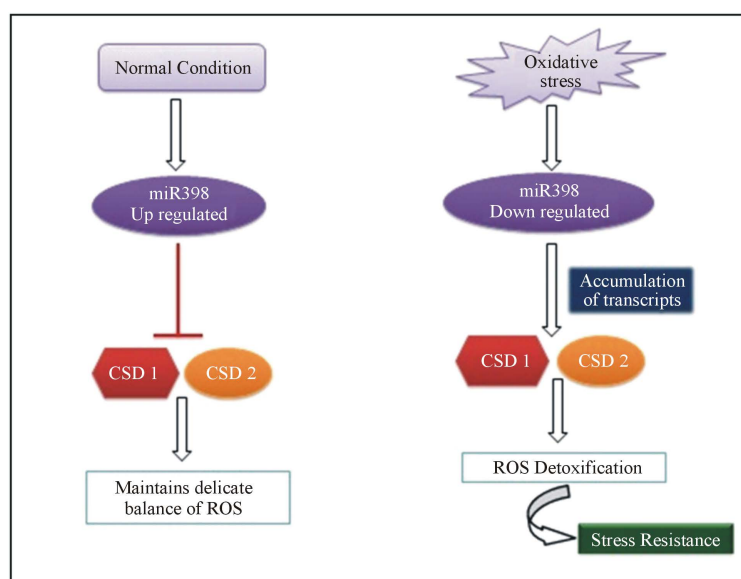 Normal Condition
miR398
Up regulated
CSD 1
CSD 2
Maintains delicate
balance of ROS
Oxidative
stress
miR398
Down regulated
Accumulation
of transcripts
CSD 1
CSD 2
ROS Detoxification
Stress Resistance